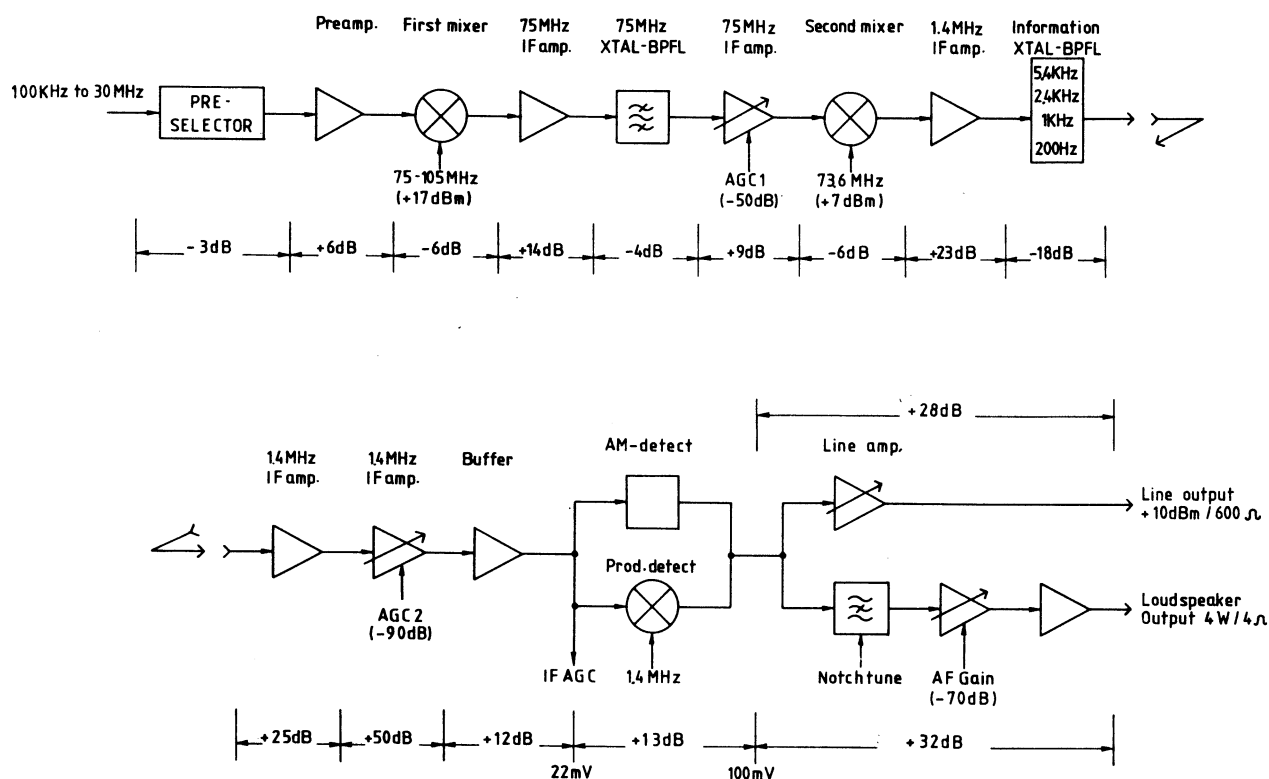 Preamp.
First mixer
75MHz
IF amp.
75MHz
XTAL-BPFL
75MHz
IF amp.
Second mixer
1.4MHz
IF amp.
Information
XTAL-BPFL
100KHz to 30MHz
PRE-
SELECTOR
5,4KHz
2,4KHz
1KHz
200Hz
75-105MHz
(+17dBm)
AGC1
(-50dB)
73.6 MHz
(+7dBm)
-3dB
+6dB
-6dB
+14dB
-4dB
+9dB
-6dB
+23dB
-18dB
+28dB
1.4MHz
IF amp.
1.4MHz
IF amp.
Buffer
AM-detect
Line amp.
Line output
+10dBm/600Ω
Prod.detect
AGC2
(-90dB)
Loudspeaker
Output 4W/4Ω
IF AGC
1.4MHz
Notch tune
AF Gain
(-70dB)
+25dB
+50dB
+12dB
+13dB
+32dB
22mV
100mV